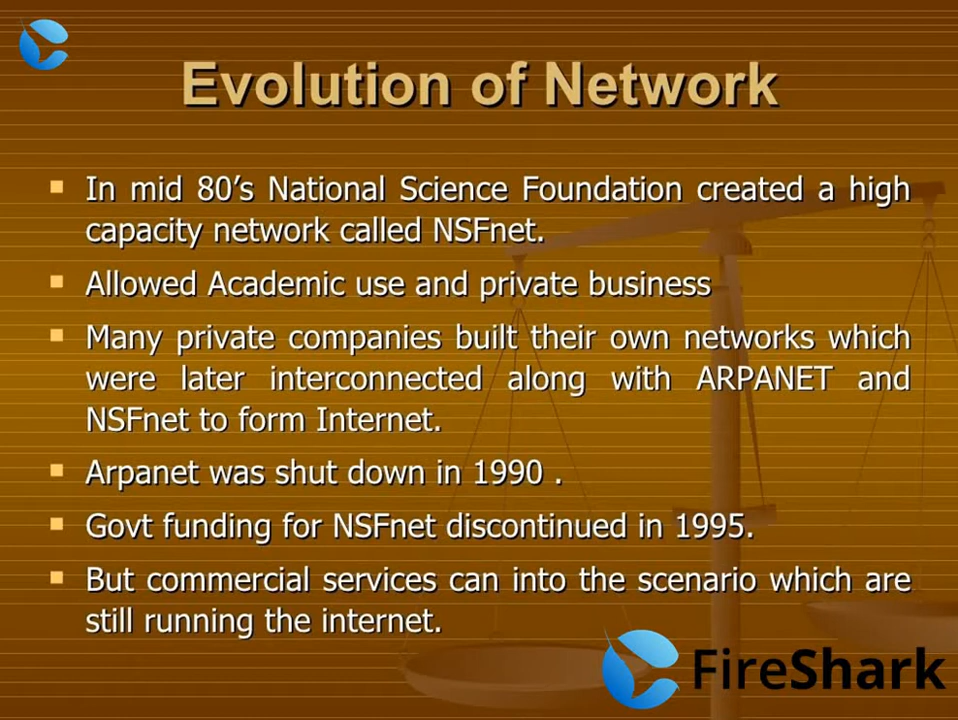 Evolution of Network
In mid 80’s National Science Foundation created a high
capacity network called NSFnet.
Allowed Academic use and private business
Many private companies built their own networks which
were later interconnected along with ARPANET and
NSFnet to form Internet.
Arpanet was shut down in 1990 .
Govt funding for NSFnet discontinued in 1995.
But commercial services can into the scenario which are
still running the internet.
FireShark